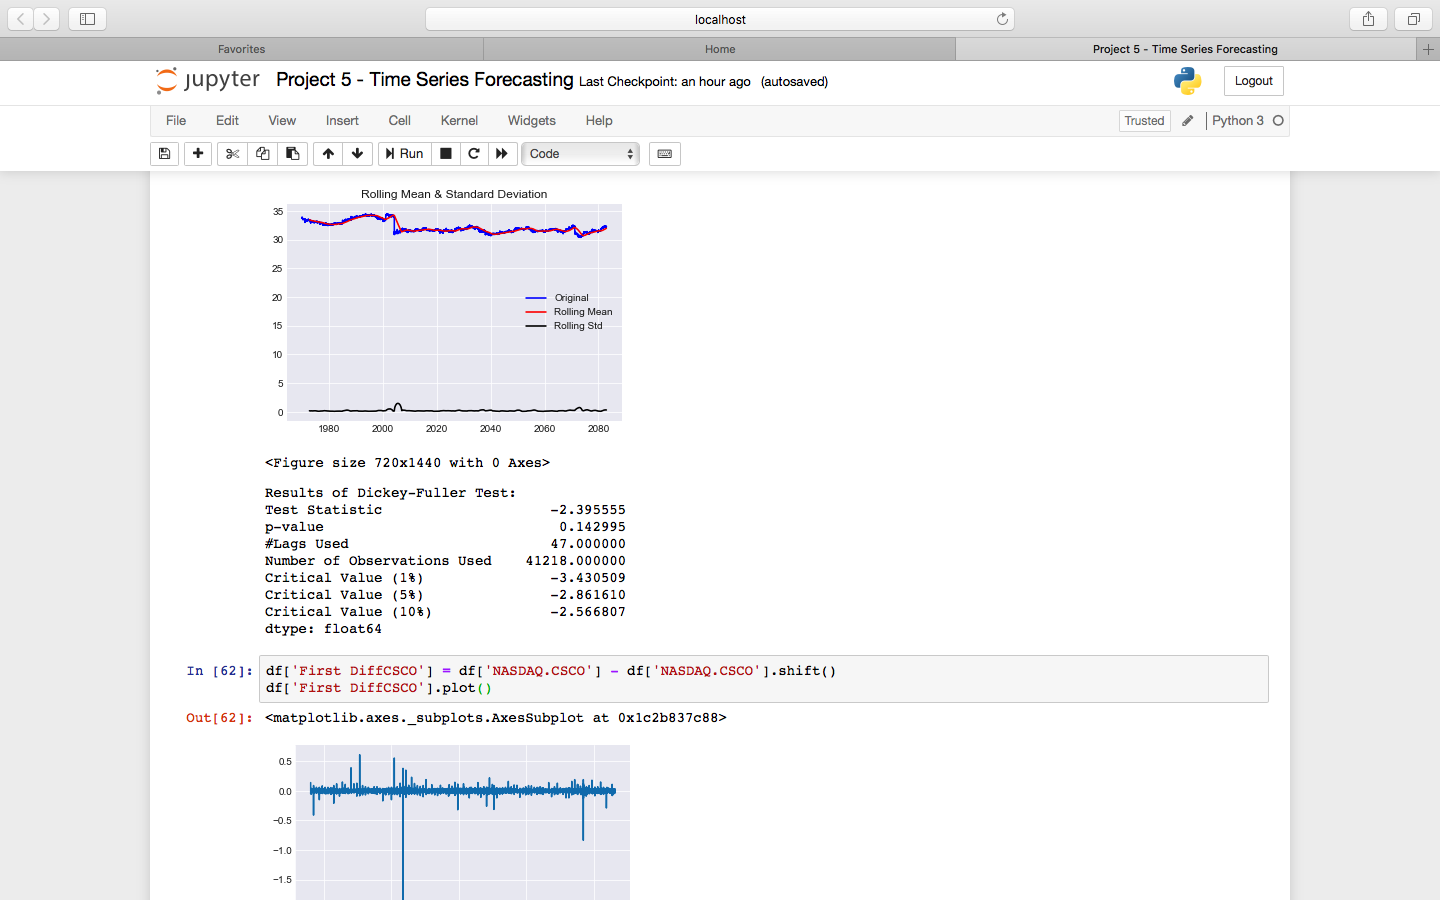 localhost
Favorites
Home
Project 5 - Time Series Forecasting
jupyter
Project 5 - Time Series Forecasting Last Checkpoint: an hour ago (autosaved)
Logout
File Edit View Insert Cell Kernel Widgets Help
Trusted
Python 3
Run
Code
Rolling Mean & Standard Deviation
35
30
25
20
15
10
5
0
Original
Rolling Mean
Rolling Std
1980 2000 2020 2040 2060 2080
<Figure size 720x1440 with 0 Axes>
Results of Dickey-Fuller Test:
Test Statistic -2.395555
p-value 0.142995
#Lags Used 47.000000
Number of Observations Used 41218.000000
Critical Value (1%) -3.430509
Critical Value (5%) -2.861610
Critical Value (10%) -2.566807
dtype: float64
In [62]: df['First DiffCSCO'] = df['NASDAQ.CSCO'] - df['NASDAQ.CSCO'].shift()
df['First DiffCSCO'].plot()
Out[62]: <matplotlib.axes._subplots.AxesSubplot at 0x1c2b837c88>
0.5
0.0
−0.5
−1.0
−1.5